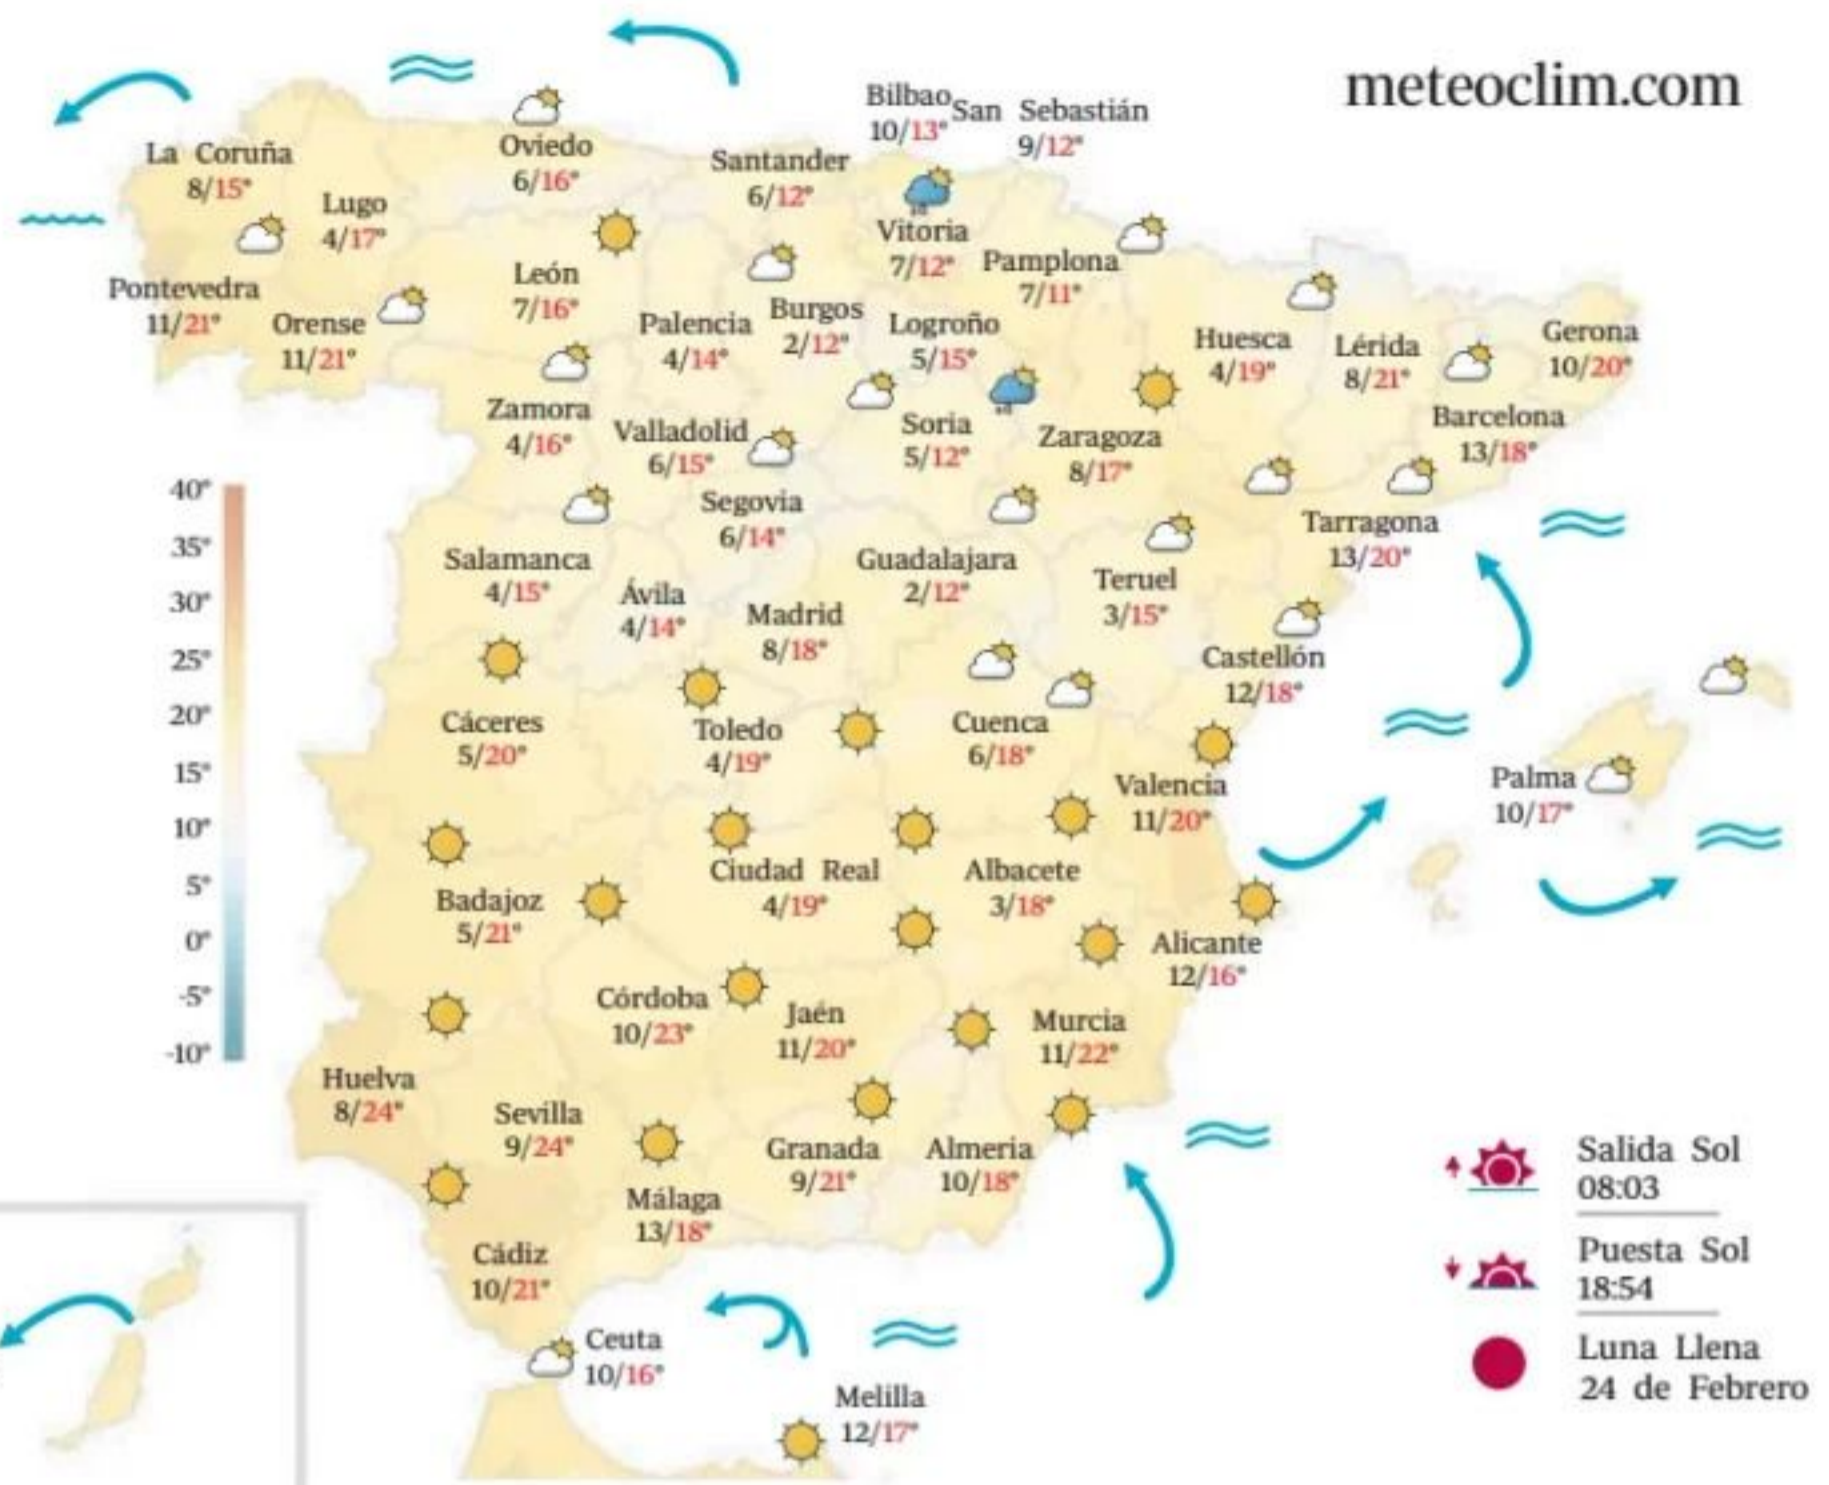 meteoclim.com
Bilbao
10/13°
San Sebastián
9/12°
La Coruña
8/15°
Oviedo
6/16°
Santander
6/12°
Lugo
4/17°
Vitoria
7/12°
Pamplona
7/11°
Pontevedra
11/21°
Orense
11/21°
León
7/16°
Palencia
4/14°
Burgos
2/12°
Logroño
5/15°
Huesca
4/19°
Lérida
8/21°
Gerona
10/20°
Zamora
4/16°
Valladolid
6/15°
Soria
5/12°
Zaragoza
8/17°
Barcelona
13/18°
Segovia
6/14°
Tarragona
13/20°
Salamanca
4/15°
Ávila
4/14°
Madrid
8/18°
Guadalajara
2/12°
Teruel
3/15°
Castellón
12/18°
Cáceres
5/20°
Toledo
4/19°
Cuenca
6/18°
Valencia
11/20°
Palma
10/17°
Badajoz
5/21°
Ciudad Real
4/19°
Albacete
3/18°
Alicante
12/16°
Córdoba
10/23°
Jaén
11/20°
Murcia
11/22°
Huelva
8/24°
Sevilla
9/24°
Granada
9/21°
Almeria
10/18°
Málaga
13/18°
Cádiz
10/21°
Ceuta
10/16°
Melilla
12/17°
40°
35°
30°
25°
20°
15°
10°
5°
0°
-5°
-10°
Salida Sol
08:03
Puesta Sol
18:54
Luna Llena
24 de Febrero